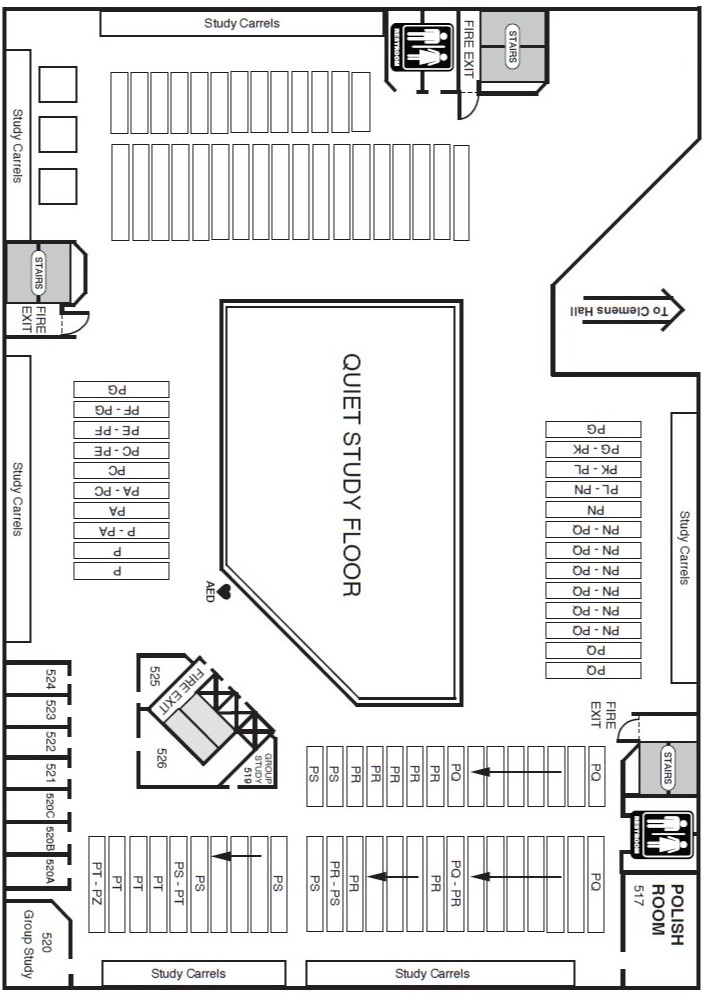 Study Carrels
RESTROOM
FIRE EXIT
STAIRS
Study Carrels
STAIRS
FIRE
EXIT
To Clemens Hall
QUIET STUDY FLOOR
PG
PF - PG
PE - PF
PC - PE
PC
PA - PC
PA
P - PA
P
P
Study Carrels
PG
PG - PK
PK - PL
PL - PN
PN
PN - PQ
PN - PQ
PN - PQ
PN - PQ
PN - PQ
PN - PQ
PQ
PQ
Study Carrels
AED
525
FIRE EXIT
526
GROUP
STUDY
519
524
523
522
521
520C
520B
520A
520
Group Study
FIRE
EXIT
STAIRS
RESTROOM
POLISH
ROOM
517
PS
PS
PR
PR
PR
PR
PR
PQ
PQ
PT - PZ
PT
PT
PT
PS - PT
PS
PS
PS
PR - PS
PR
PR
PQ - PR
PQ
Study Carrels
Study Carrels